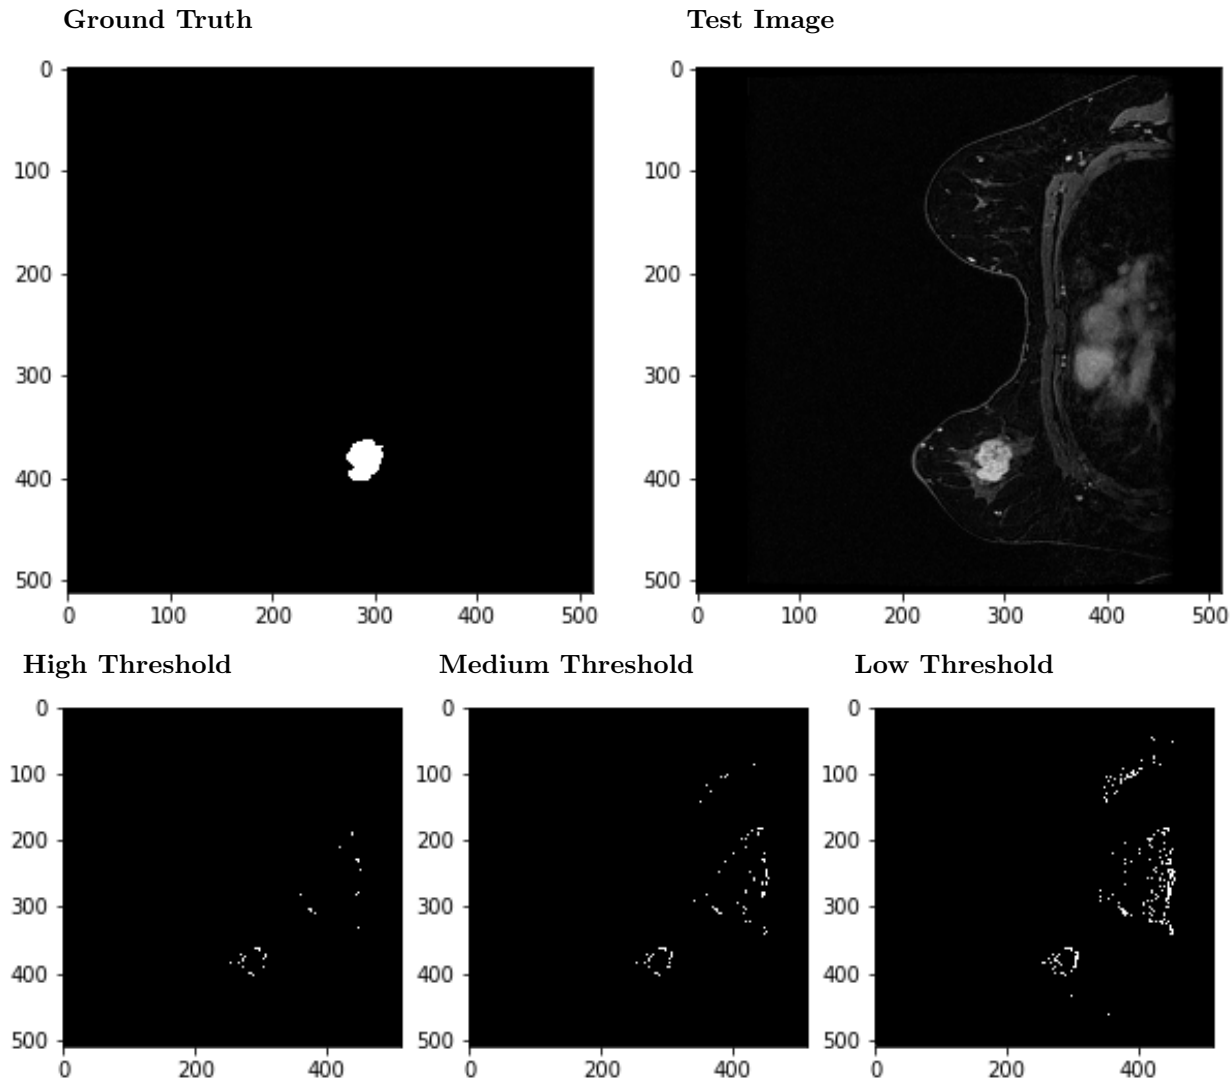 Ground Truth Test Image
0 0
100 100
200 200
300 300
400 400
500 500
0 100 200 300 400 500 0 100 200 300 400 500
High Threshold Medium Threshold Low Threshold
0 0 0
100 100 100
200 200 200
300 300 300
400 400 400
500 500 500
0 200 400 0 200 400 0 200 400